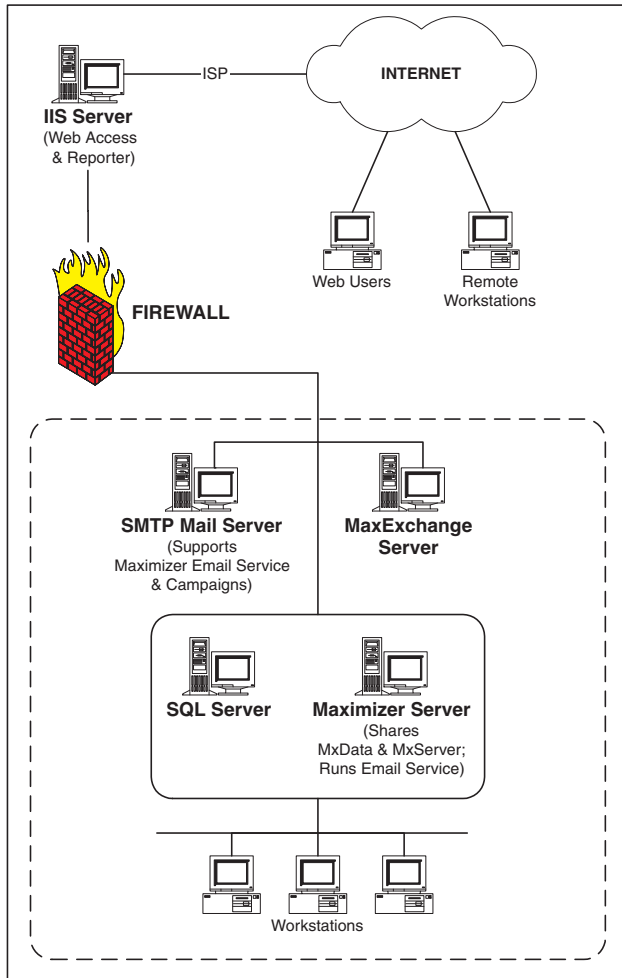 ISP
INTERNET
IIS Server
(Web Access
& Reporter)
Web Users
Remote
Workstations
FIREWALL
SMTP Mail Server
(Supports
Maximizer Email Service
& Campaigns)
MaxExchange
Server
SQL Server
Maximizer Server
(Shares
MxData & MxServer;
Runs Email Service)
Workstations